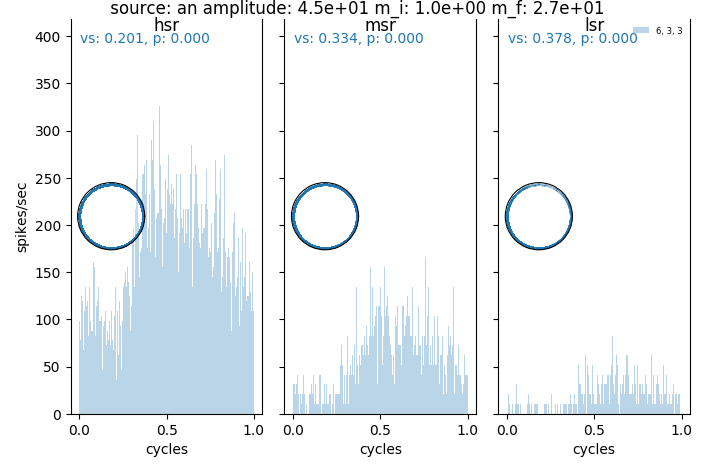 source: an amplitude: 4.5e+01 m_i: 1.0e+00 m_f: 2.7e+01
hsr msr lsr
vs: 0.201, p: 0.000 vs: 0.334, p: 0.000 vs: 0.378, p: 0.000
6, 3, 3
spikes/sec
400
350
300
250
200
150
100
50
0
0.0 0.5 1.0 0.0 0.5 1.0 0.0 0.5 1.0
cycles cycles cycles